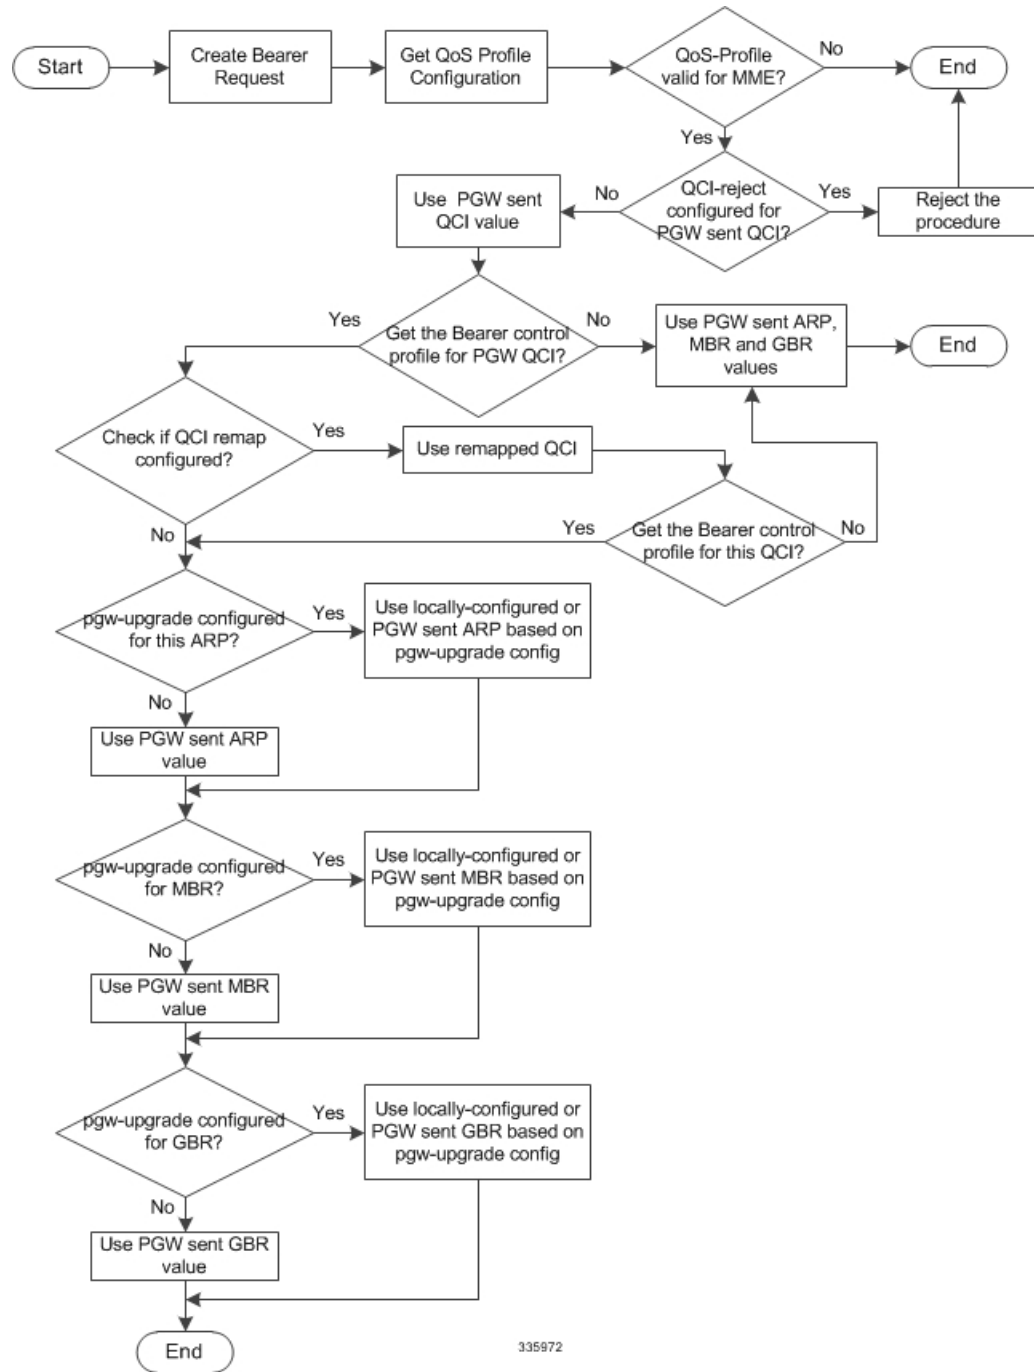 Start
Create Bearer
Request
Get QoS Profile
Configuration
QoS-Profile
valid for MME?
No
End
Yes
QCI-reject
configured for
PGW sent QCI?
No
Yes
Use PGW sent
QCI value
Reject the
procedure
Get the Bearer control
profile for PGW QCI?
Yes
No
Use PGW sent ARP,
MBR and GBR
values
End
Check if QCI remap
configured?
Yes
Use remapped QCI
No
Get the Bearer control
profile for this QCI?
Yes
No
pgw-upgrade configured
for this ARP?
Yes
Use locally-configured or
PGW sent ARP based on
pgw-upgrade config
No
Use PGW sent ARP
value
pgw-upgrade configured
for MBR?
Yes
Use locally-configured or
PGW sent MBR based on
pgw-upgrade config
No
Use PGW sent MBR
value
pgw-upgrade configured
for GBR?
Yes
Use locally-configured or
PGW sent GBR based on
pgw-upgrade config
No
Use PGW sent GBR
value
End
335972